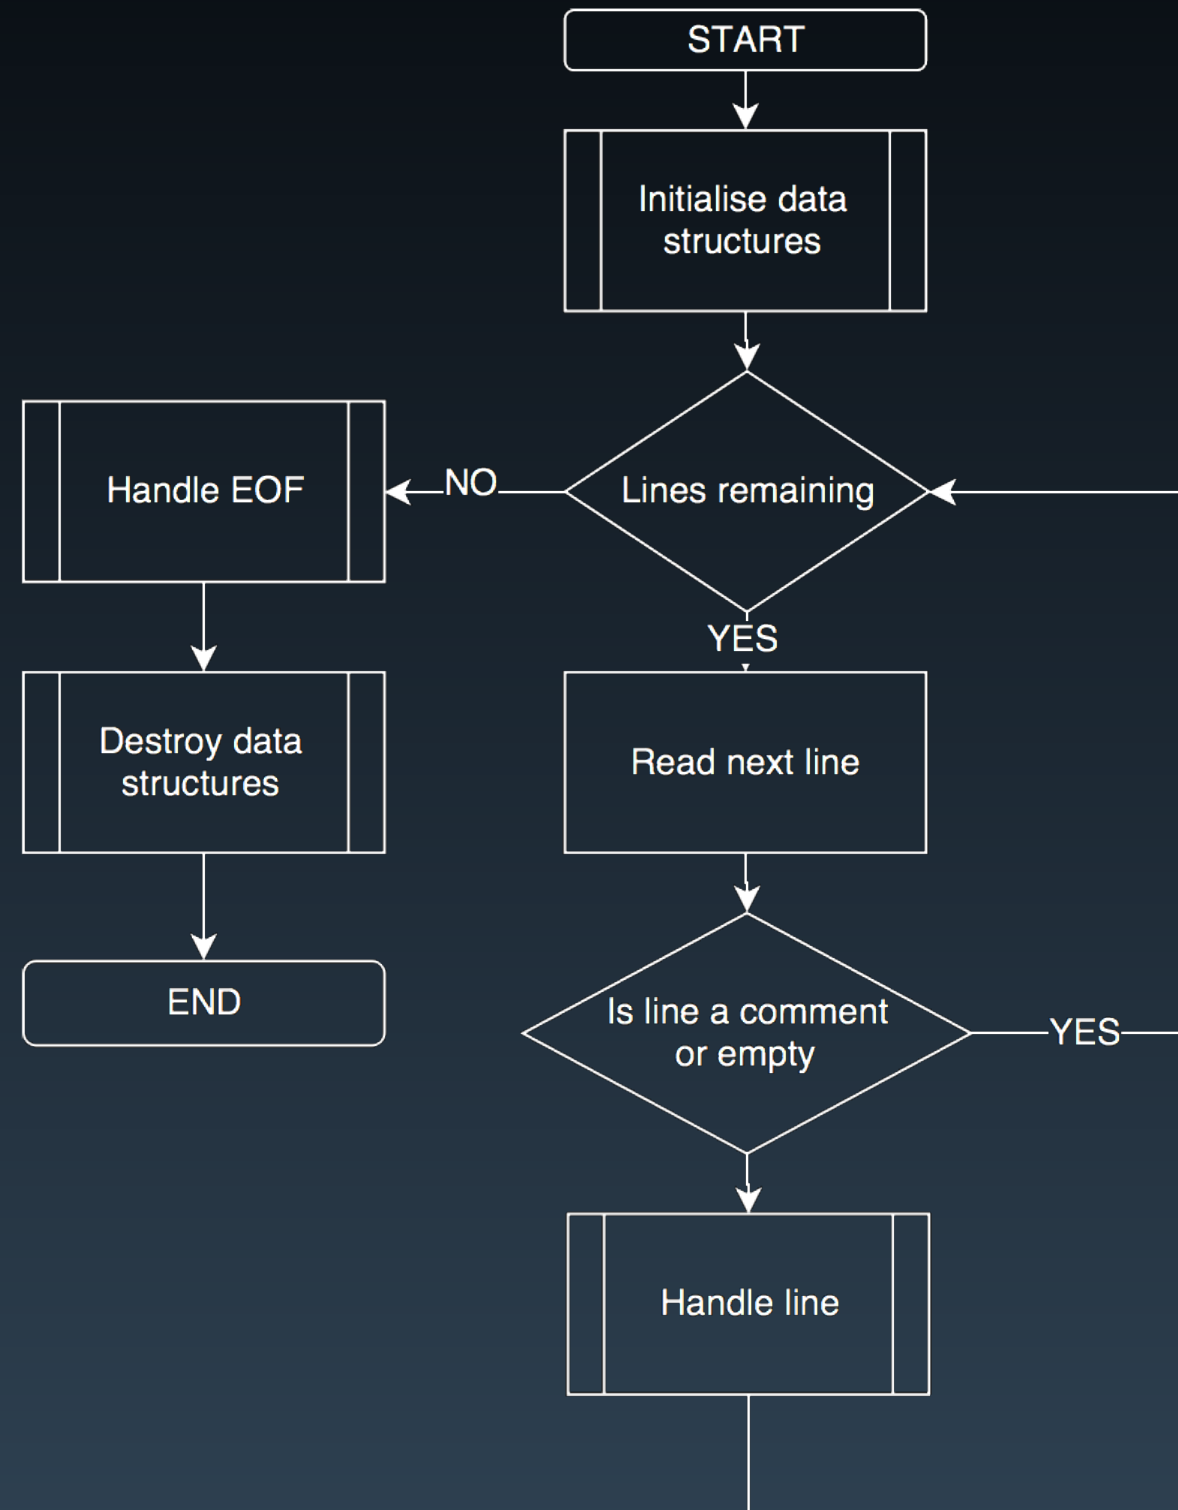 START
Initialise data
structures
Lines remaining
NO
Handle EOF
YES
Read next line
Destroy data
structures
END
Is line a comment
or empty
YES
Handle line